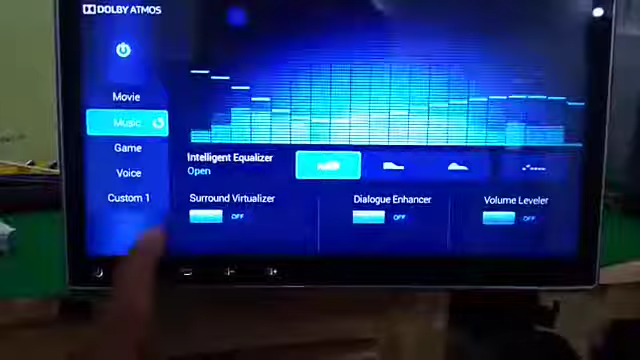 DOLBY ATMOS
Movie
Music
Game
Voice
Custom 1
Intelligent Equalizer
Open
Surround Virtualizer
OFF
Dialogue Enhancer
OFF
Volume Leveler
OFF